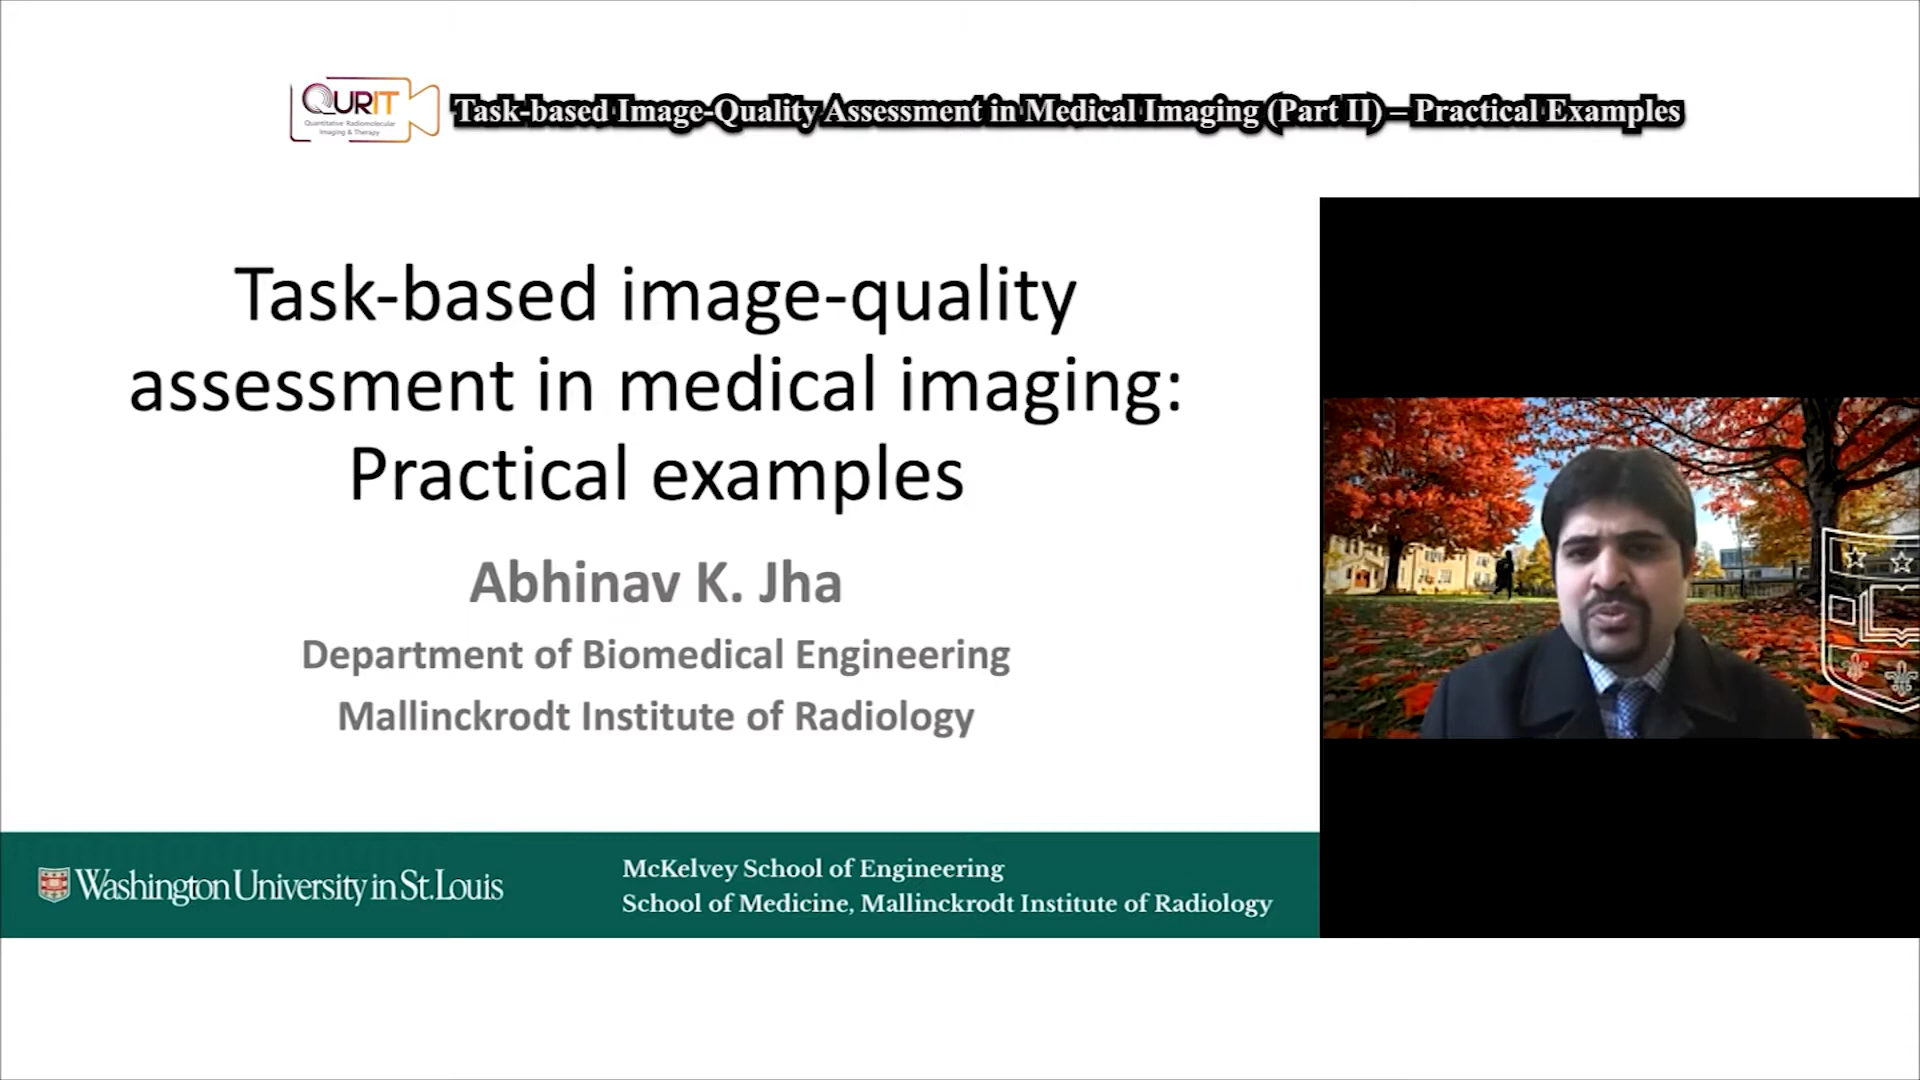 QURIT
Quantitative Radiomolecular
Imaging & Therapy
Task-based Image-Quality Assessment in Medical Imaging (Part II) – Practical Examples
Task-based image-quality
assessment in medical imaging:
Practical examples
Abhinav K. Jha
Department of Biomedical Engineering
Mallinckrodt Institute of Radiology
Washington University in St. Louis
McKelvey School of Engineering
School of Medicine, Mallinckrodt Institute of Radiology